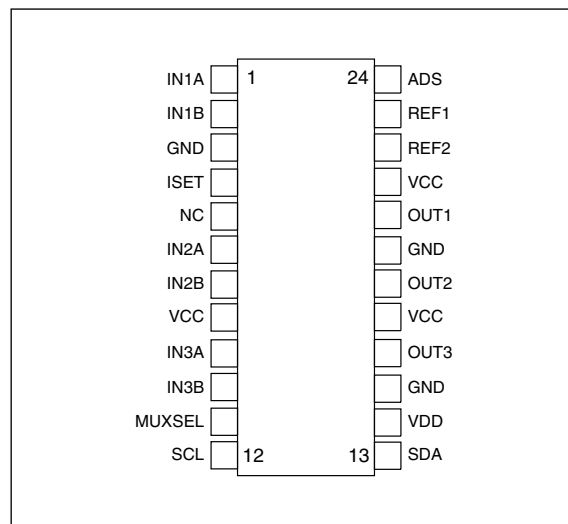 IN1A 1 24 ADS
IN1B REF1
GND REF2
ISET VCC
NC OUT1
IN2A GND
IN2B OUT2
VCC VCC
IN3A OUT3
IN3B GND
MUXSEL VDD
SCL 12 13 SDA